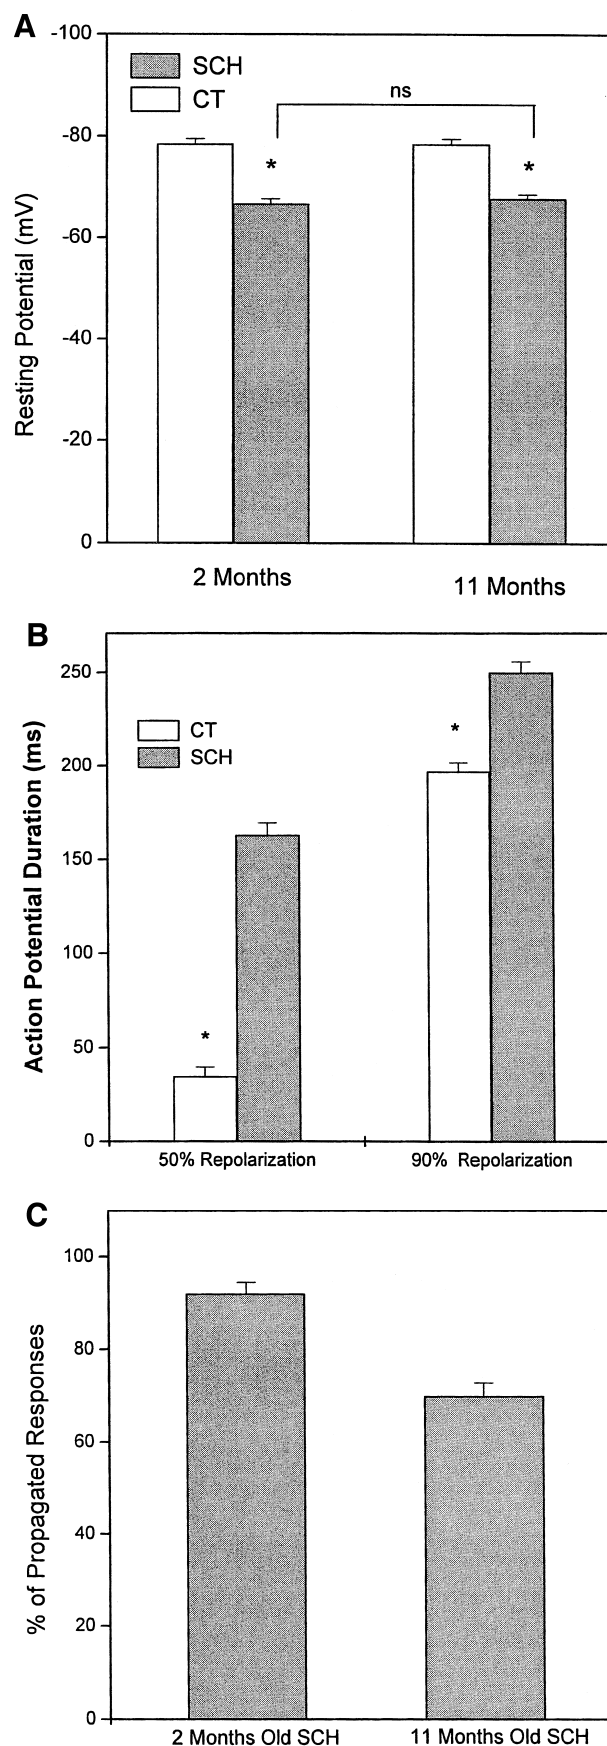 A
-100
SCH
CT
ns
-80
*
*
-60
-40
-20
0
Resting Potential (mV)
2 Months
11 Months
B
250
CT
SCH
*
200
150
100
50
*
0
Action Potential Duration (ms)
50% Repolarization
90% Repolarization
C
100
80
60
40
20
0
% of Propagated Responses
2 Months Old SCH
11 Months Old SCH